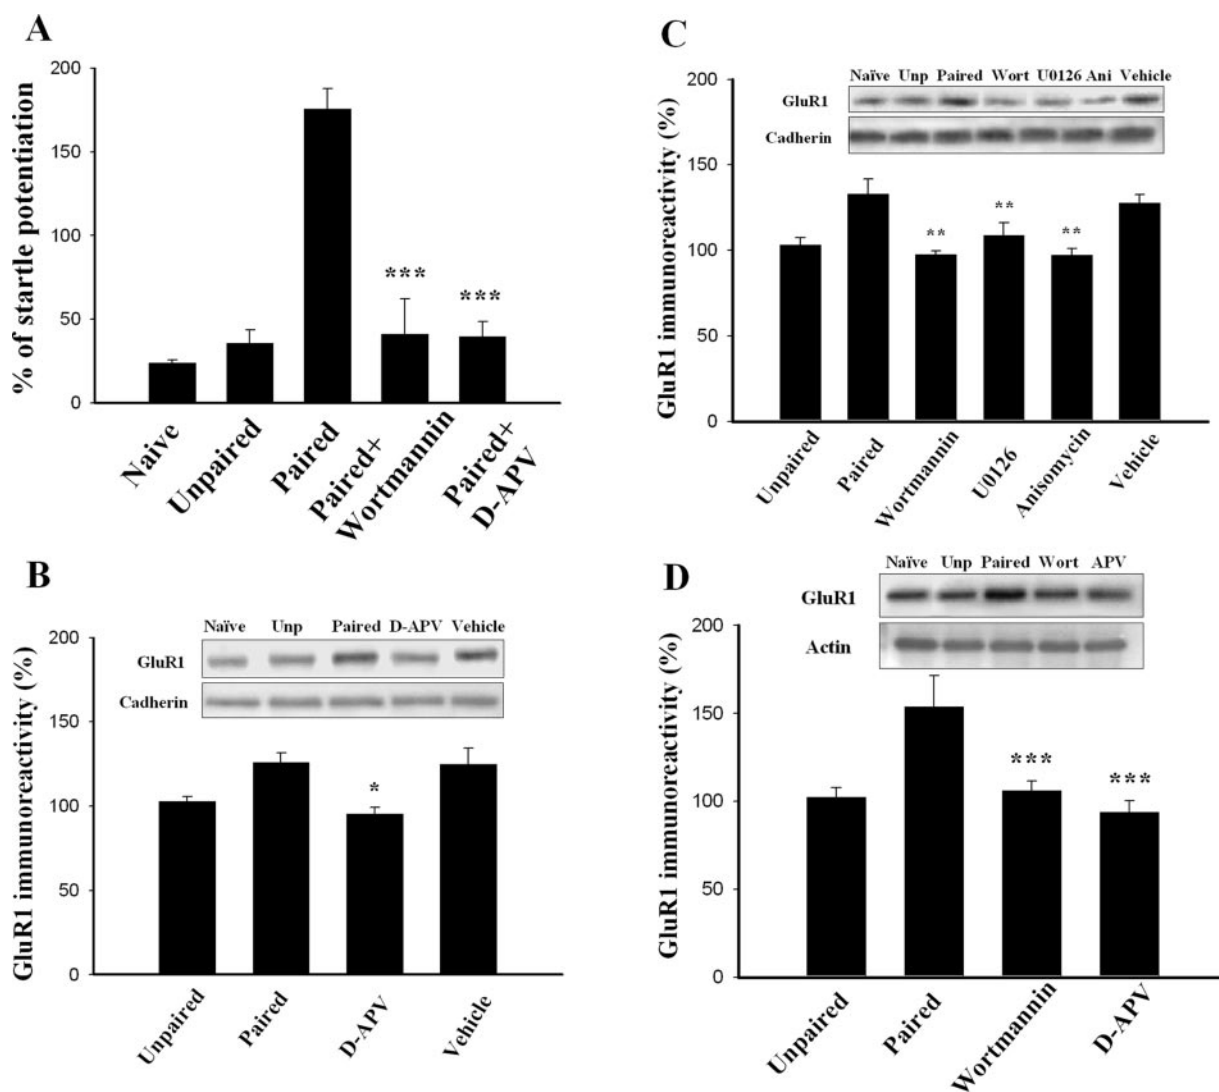 A
% of startle potentiation
200
150
100
50
0
***
***
Naive
Unpaired
Paired
Paired+
Wortmannin
Paired+
D-APV
B
GluR1 immunoreactivity (%)
200
150
100
50
0
Naïve Unp Paired D-APV Vehicle
GluR1
Cadherin
*
Unpaired
Paired
D-APV
Vehicle
C
GluR1 immunoreactivity (%)
200
150
100
50
0
Naïve Unp Paired Wort U0126 Ani Vehicle
GluR1
Cadherin
**
**
**
Unpaired
Paired
Wortmannin
U0126
Anisomycin
Vehicle
D
GluR1 immunoreactivity (%)
200
150
100
50
0
Naïve Unp Paired Wort APV
GluR1
Actin
***
***
Unpaired
Paired
Wortmannin
D-APV